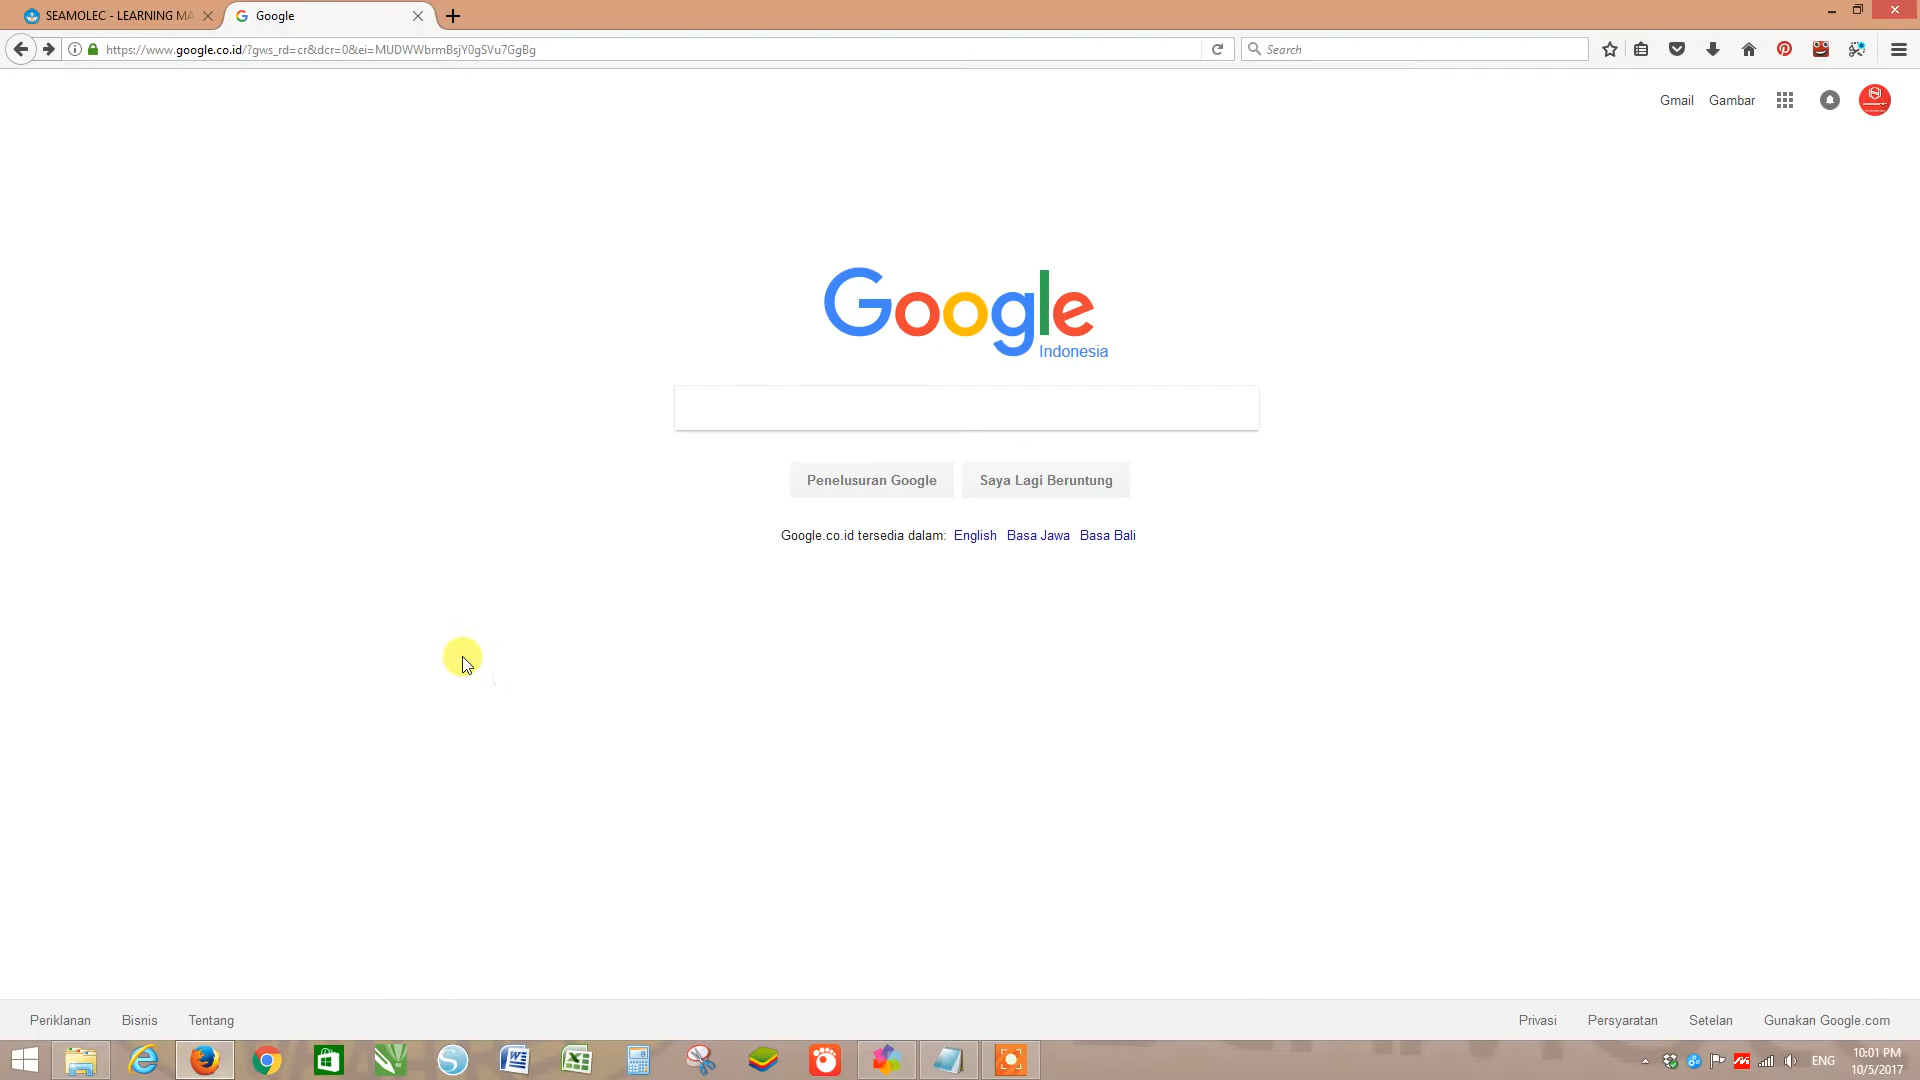 SEAMOLEC - LEARNING MA
Google
https://www.google.co.id/?gws_rd=cr&dcr=0&ei=MUDWWbrmBsjY0gSVu7GgBg
Search
Gmail Gambar
Google
Indonesia
Penelusuran Google Saya Lagi Beruntung
Google.co.id tersedia dalam: English Basa Jawa Basa Bali
Periklanan Bisnis Tentang Privasi Persyaratan Setelan Gunakan Google.com
ENG
10:01 PM
10/5/2017